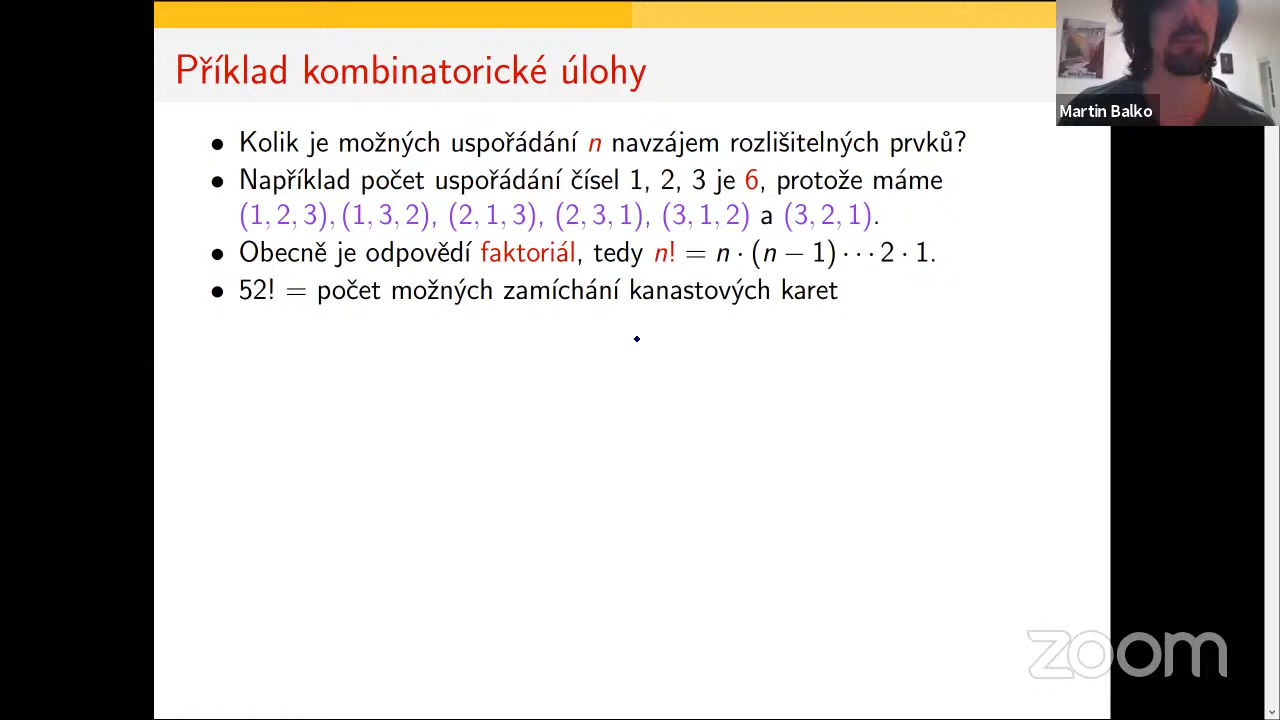 Příklad kombinatorické úlohy
Martin Balko
• Kolik je možných uspořádání n navzájem rozlišitelných prvků?
• Například počet uspořádání čísel 1, 2, 3 je 6, protože máme
(1, 2, 3), (1, 3, 2), (2, 1, 3), (2, 3, 1), (3, 1, 2) a (3, 2, 1).
• Obecně je odpovědí faktoriál, tedy n! = n · (n − 1) · · · 2 · 1.
• 52! = počet možných zamíchání kanastových karet
zoom